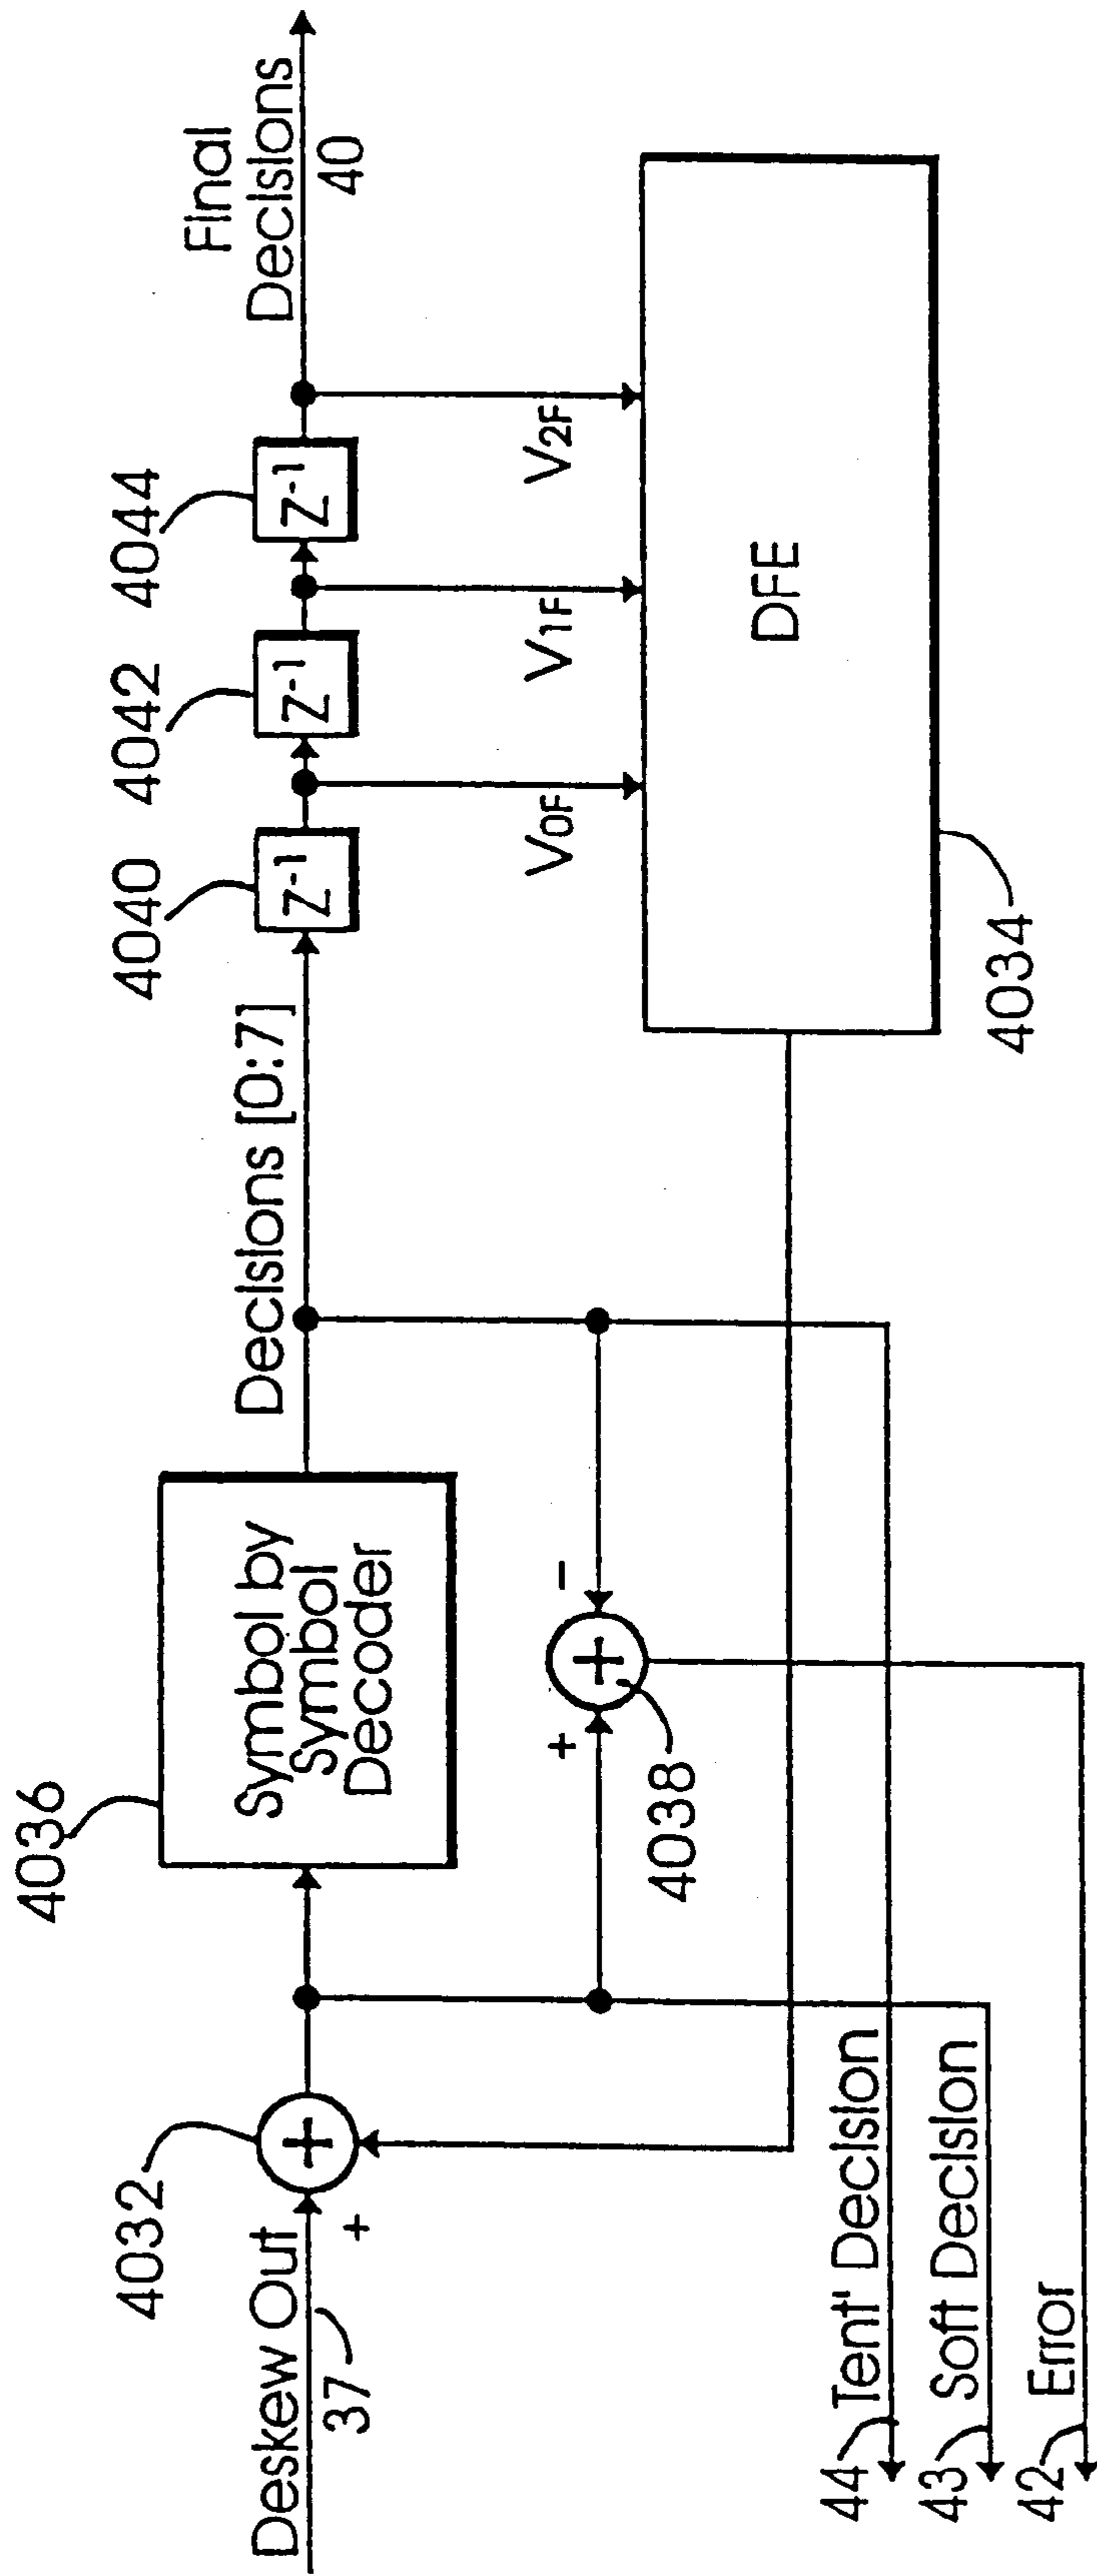 4032
Deskew Out
37
+
+
4036
Symbol by
Symbol
Decoder
Decisions [0:7]
4040
Z-1
4042
Z-1
4044
Z-1
Final
Decisions
40
V0F
V1F
V2F
+
-
+
4038
DFE
4034
44
Tent' Decision
43
Soft Decision
42
Error